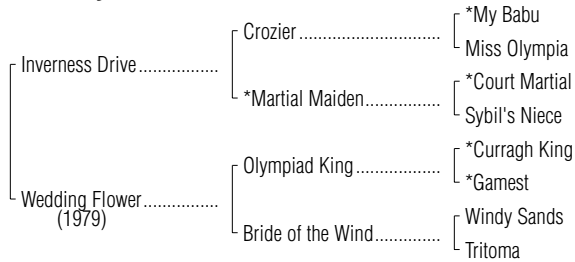 *My Babu
Crozier
Miss Olympia
Inverness Drive
*Court Martial
*Martial Maiden
Sybil's Niece
*Curragh King
Olympiad King
*Gamest
Wedding Flower
(1979)
Windy Sands
Bride of the Wind
Tritoma